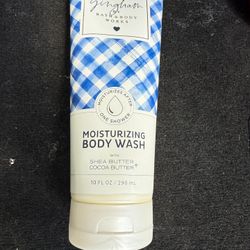 Gingham
BATH & BODY
WORKS
MOISTURIZES AFTER
ONE SHOWER
MOISTURIZING
BODY WASH
WITH
SHEA BUTTER
COCOA BUTTER
10 FL OZ / 296 mL